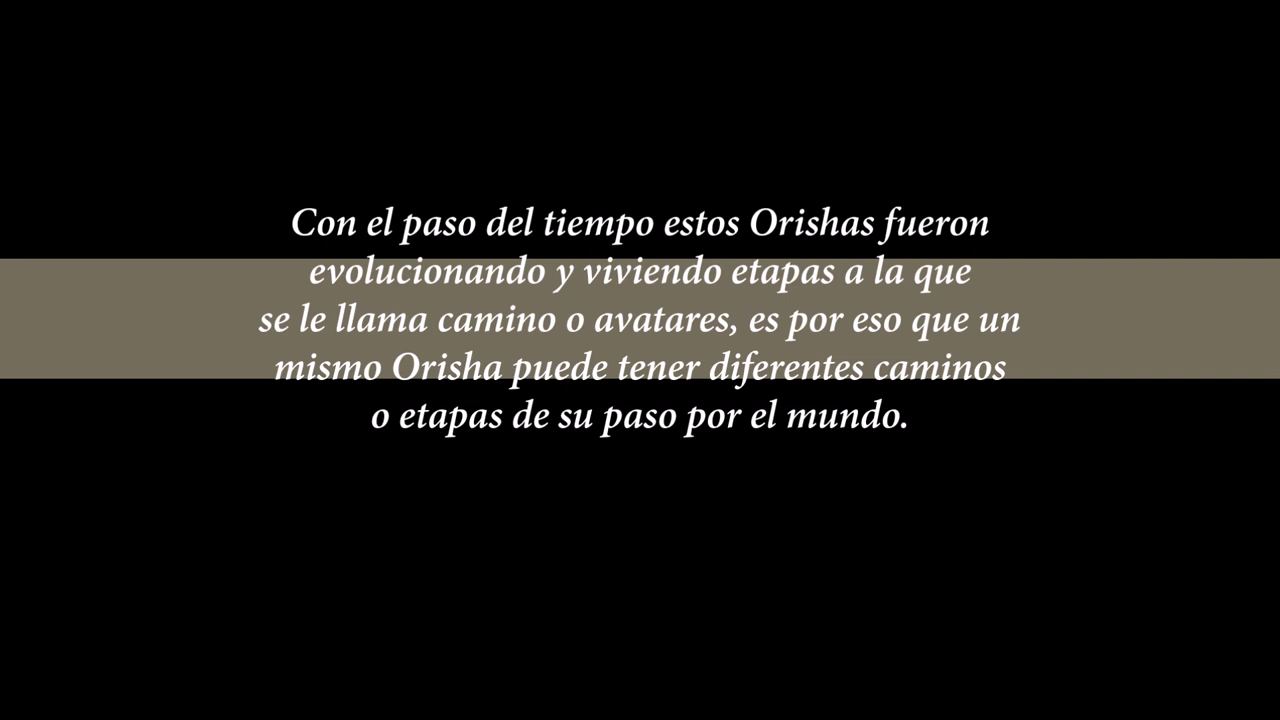 Con el paso del tiempo estos Orishas fueron
evolucionando y viviendo etapas a la que
se le llama camino o avatares, es por eso que un
mismo Orisha puede tener diferentes caminos
o etapas de su paso por el mundo.